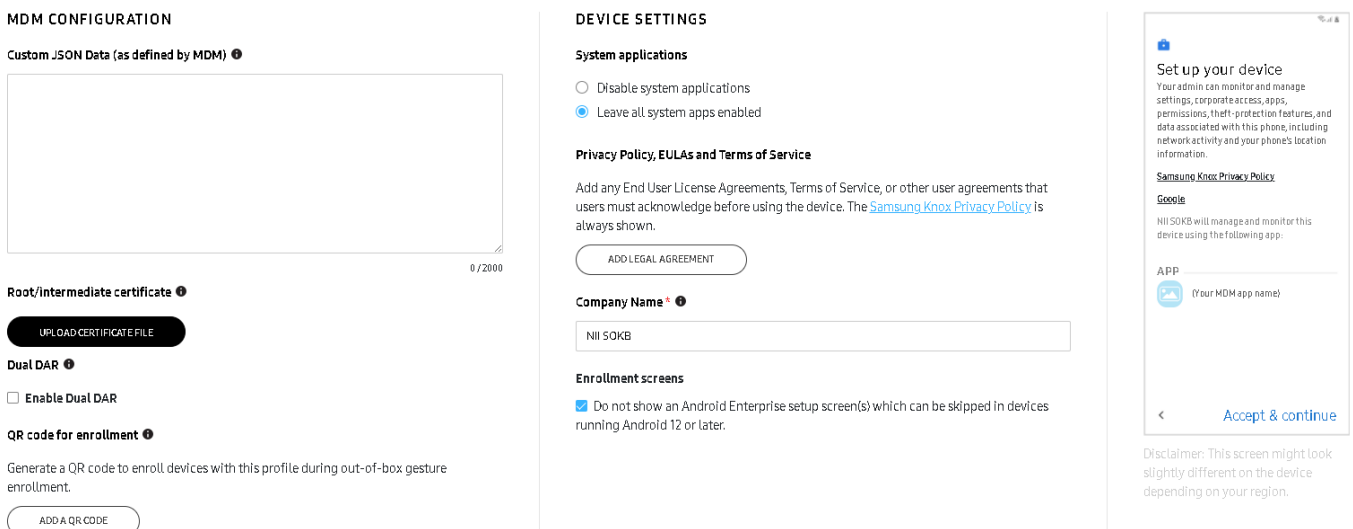 MDM CONFIGURATION
Custom JSON Data (as defined by MDM)
0 / 2000
Root/intermediate certificate
UPLOAD CERTIFICATE FILE
Dual DAR
Enable Dual DAR
QR code for enrollment
Generate a QR code to enroll devices with this profile during out-of-box gesture
enrollment.
ADD A QR CODE
DEVICE SETTINGS
System applications
Disable system applications
Leave all system apps enabled
Privacy Policy, EULAs and Terms of Service
Add any End User License Agreements, Terms of Service, or other user agreements that
users must acknowledge before using the device. The Samsung Knox Privacy Policy is
always shown.
ADD LEGAL AGREEMENT
Company Name *
NII SOKB
Enrollment screens
Do not show an Android Enterprise setup screen(s) which can be skipped in devices
running Android 12 or later.
Set up your device
Your admin can monitor and manage
settings, corporate access, apps,
permissions, theft-protection features, and
data associated with this phone, including
network activity and your phone's location
information.
Samsung Knox Privacy Policy
Google
NII SOKB will manage and monitor this
device using the following app:
APP
(Your MDM app name)
< Accept & continue
Disclaimer: This screen might look
slightly different on the device
depending on your region.